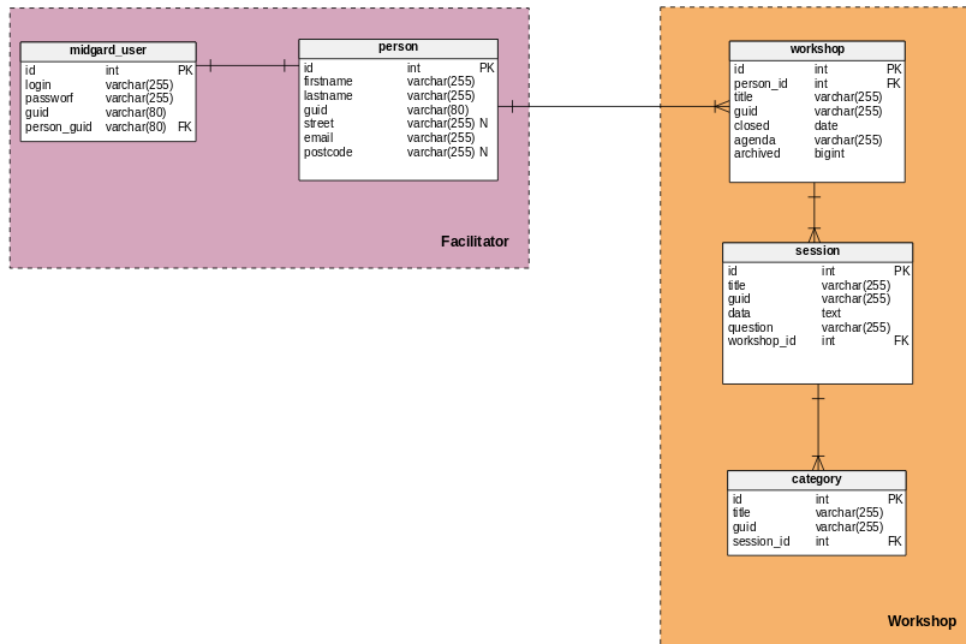 midgard_user
id int PK
login varchar(255)
passworf varchar(255)
guid varchar(80)
person_guid varchar(80) FK
person
id int PK
firstname varchar(255)
lastname varchar(255)
guid varchar(80)
street varchar(255) N
email varchar(255)
postcode varchar(255) N
Facilitator
workshop
id int PK
person_id int FK
title varchar(255)
guid varchar(255)
closed date
agenda varchar(255)
archived bigint
session
id int PK
title varchar(255)
guid varchar(255)
data text
question varchar(255)
workshop_id int FK
category
id int PK
title varchar(255)
guid varchar(255)
session_id int FK
Workshop